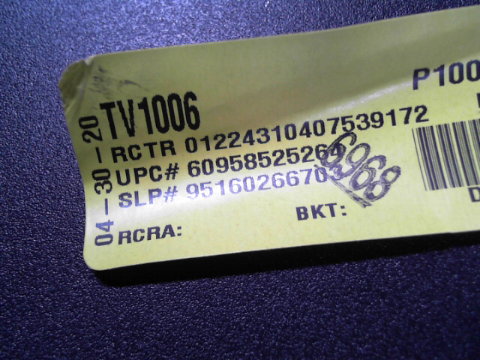 04-30-20
TV1006
P100
RCTR 01224310407539172
UPC# 60958525264
SLP# 95160266703
6968
RCRA:
BKT: